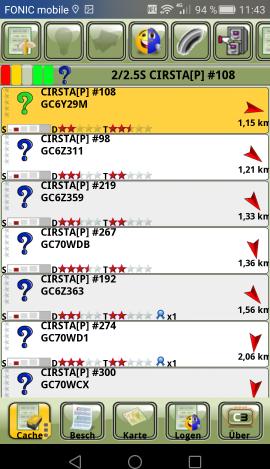 FONIC mobile 94 % 11:43
2/2.5S CIRSTA[P] #108
CIRSTA[P] #108
GC6Y29M
S D T
1,15 km
CIRSTA[P] #98
GC6Z311
S D T
1,21 km
CIRSTA[P] #219
GC6Z359
S D T
1,33 km
CIRSTA[P] #267
GC70WDB
S D T
1,36 km
CIRSTA[P] #192
GC6Z363
S D T x1
1,56 km
CIRSTA[P] #274
GC70WD1
S D T x1
2,06 km
CIRSTA[P] #300
GC70WCX
Cache Besch Karte Logen Über